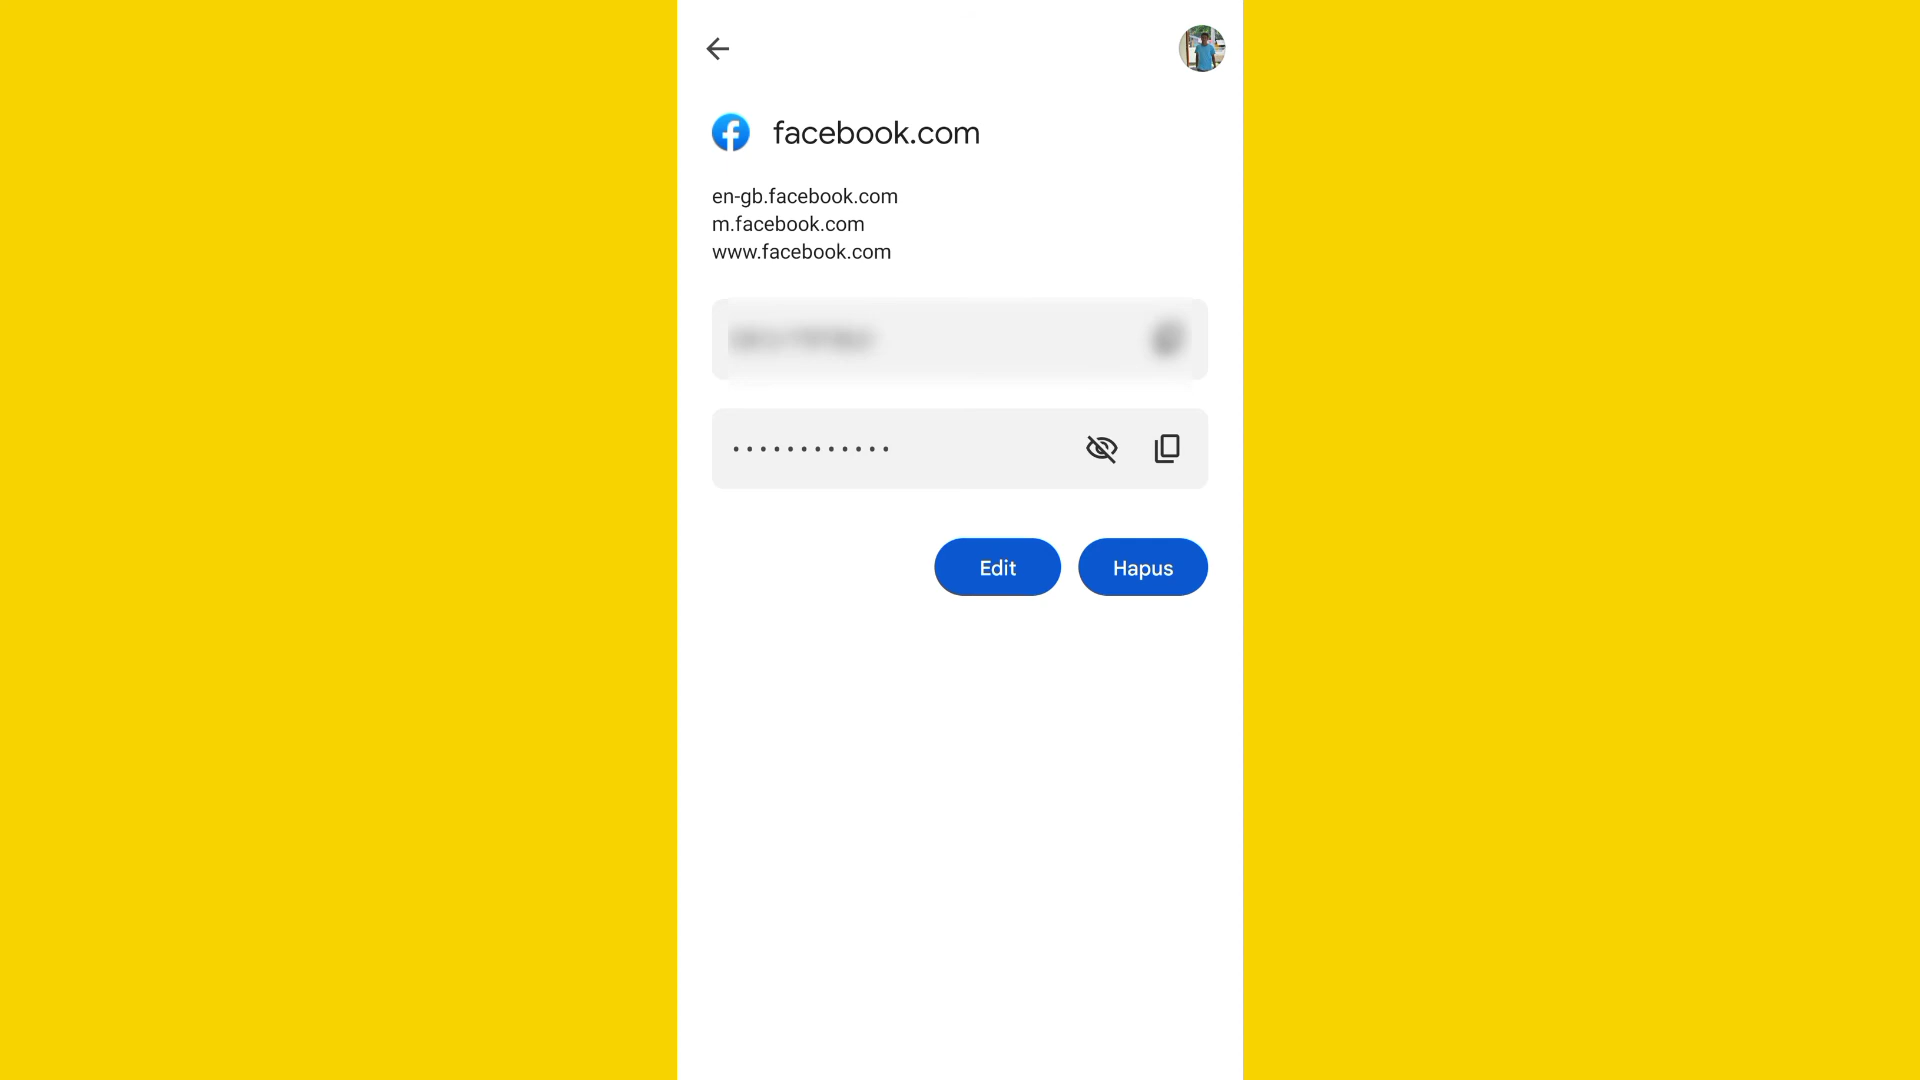 facebook.com
en-gb.facebook.com
m.facebook.com
www.facebook.com
••••••••••••
Edit
Hapus